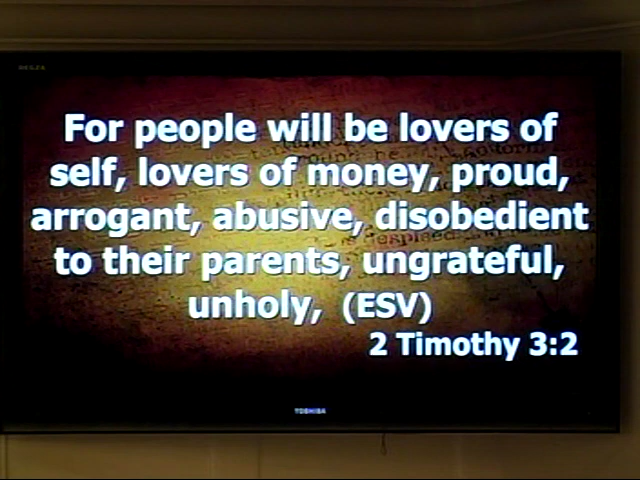 REGZA
For people will be lovers of
self, lovers of money, proud,
arrogant, abusive, disobedient
to their parents, ungrateful,
unholy, (ESV)
2 Timothy 3:2
TOSHIBA